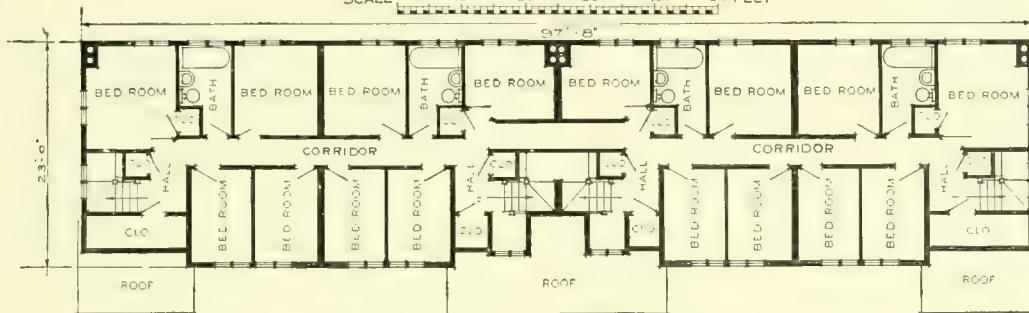 SCALE FEET
97'-8"
23'-0"
BED ROOM BATH BED ROOM BED ROOM BATH BED ROOM BED ROOM BATH BED ROOM BED ROOM BATH BED ROOM
CORRIDOR CORRIDOR
HALL HALL HALL HALL
BED ROOM BED ROOM BED ROOM BED ROOM BED ROOM BED ROOM BED ROOM BED ROOM
CLO CLO CLO CLO
ROOF ROOF ROOF